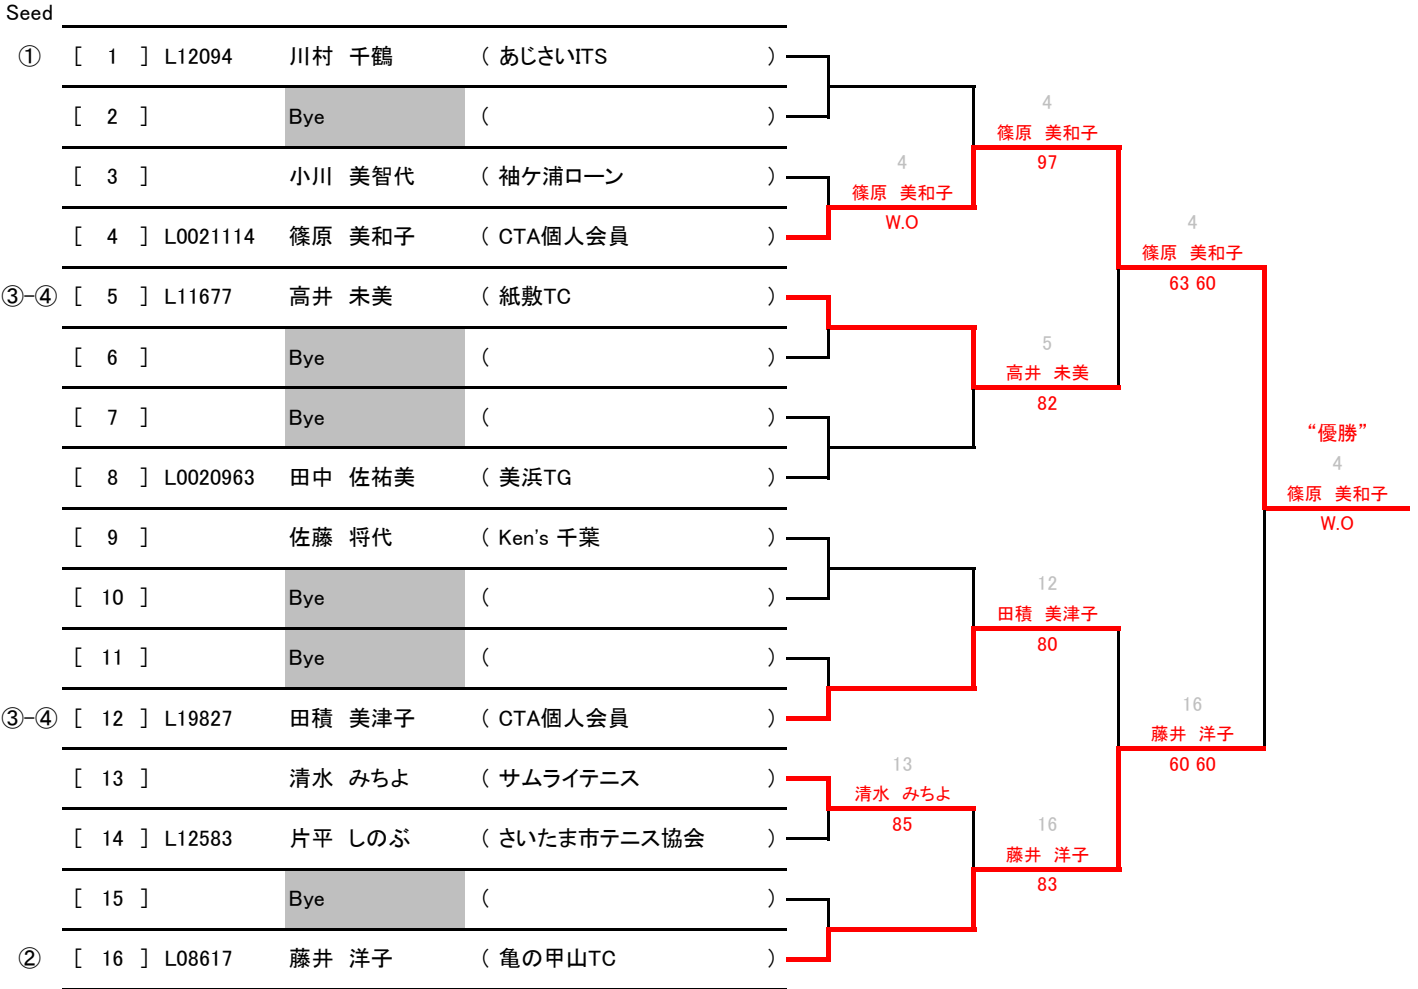 Seed
① [ 1 ] L12094 川村 千鶴 ( あじさいITS )
[ 2 ] Bye ( )
[ 3 ] 小川 美智代 ( 袖ケ浦ローン )
[ 4 ] L0021114 篠原 美和子 ( CTA個人会員 )
③-④ [ 5 ] L11677 高井 未美 ( 紙敷TC )
[ 6 ] Bye ( )
[ 7 ] Bye ( )
[ 8 ] L0020963 田中 佐祐美 ( 美浜TG )
[ 9 ] 佐藤 将代 ( Ken's 千葉 )
[ 10 ] Bye ( )
[ 11 ] Bye ( )
③-④ [ 12 ] L19827 田積 美津子 ( CTA個人会員 )
[ 13 ] 清水 みちよ ( サムライテニス )
[ 14 ] L12583 片平 しのぶ ( さいたま市テニス協会 )
[ 15 ] Bye ( )
② [ 16 ] L08617 藤井 洋子 ( 亀の甲山TC )
4
篠原 美和子
W.O
13
清水 みちよ
85
4
篠原 美和子
97
5
高井 未美
82
12
田積 美津子
80
16
藤井 洋子
83
4
篠原 美和子
63 60
16
藤井 洋子
60 60
“優勝”
4
篠原 美和子
W.O